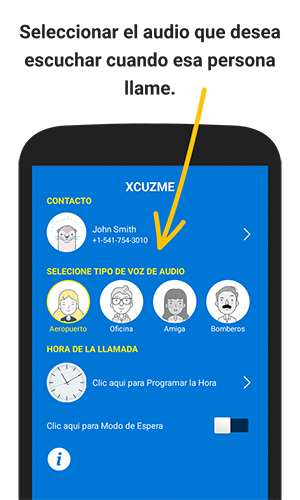 Seleccionar el audio que desea
escuchar cuando esa persona
llame.
XCUZME
CONTACTO
John Smith
+1-541-754-3010
SELECIONE TIPO DE VOZ DE AUDIO
Aeropuerto Oficina Amiga Bomberos
HORA DE LA LLAMADA
Clic aqui para Programar la Hora
Clic aqui para Modo de Espera
i